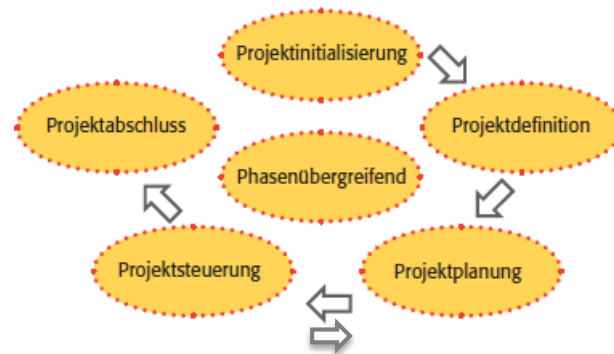 Projektinitialisierung
Projektabschluss
Projektdefinition
Phasenübergreifend
Projektsteuerung
Projektplanung